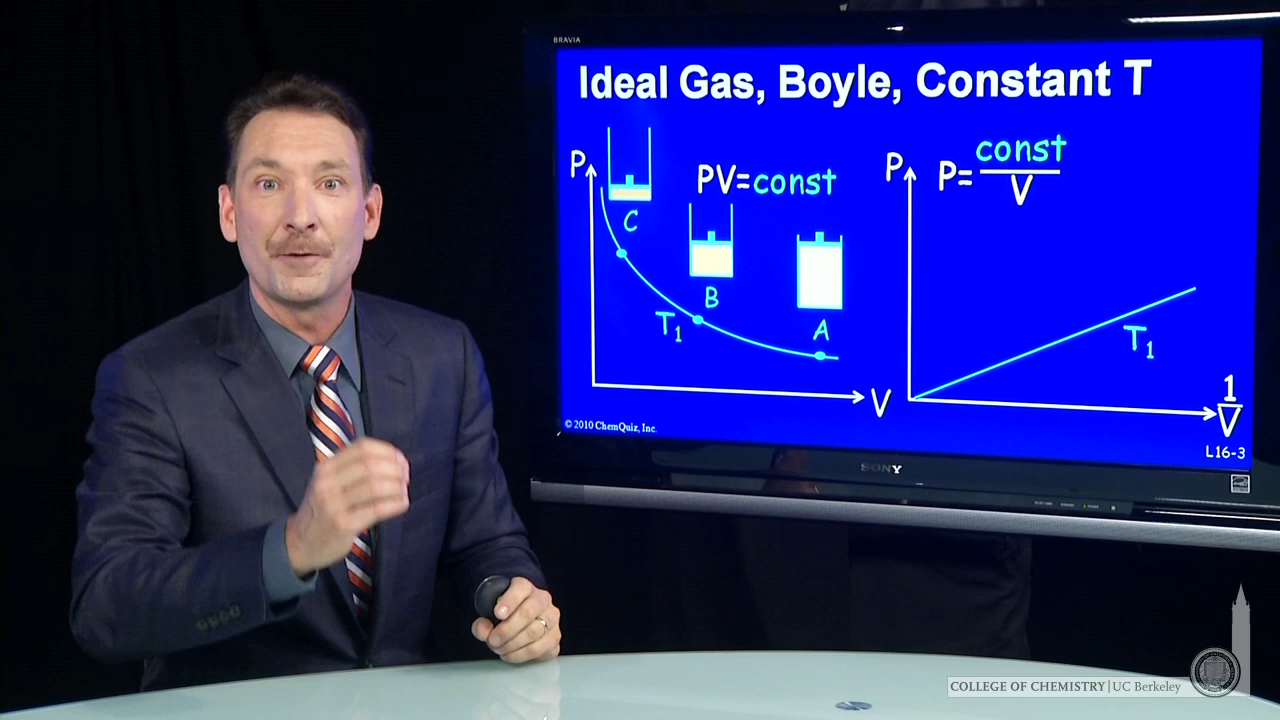 BRAVIA
Ideal Gas, Boyle, Constant T
P
C
PV=const
B
A
T1
V
P
P=const/V
T1
1/V
© 2010 ChemQuiz, Inc.
L16-3
SONY
COLLEGE OF CHEMISTRY | UC Berkeley